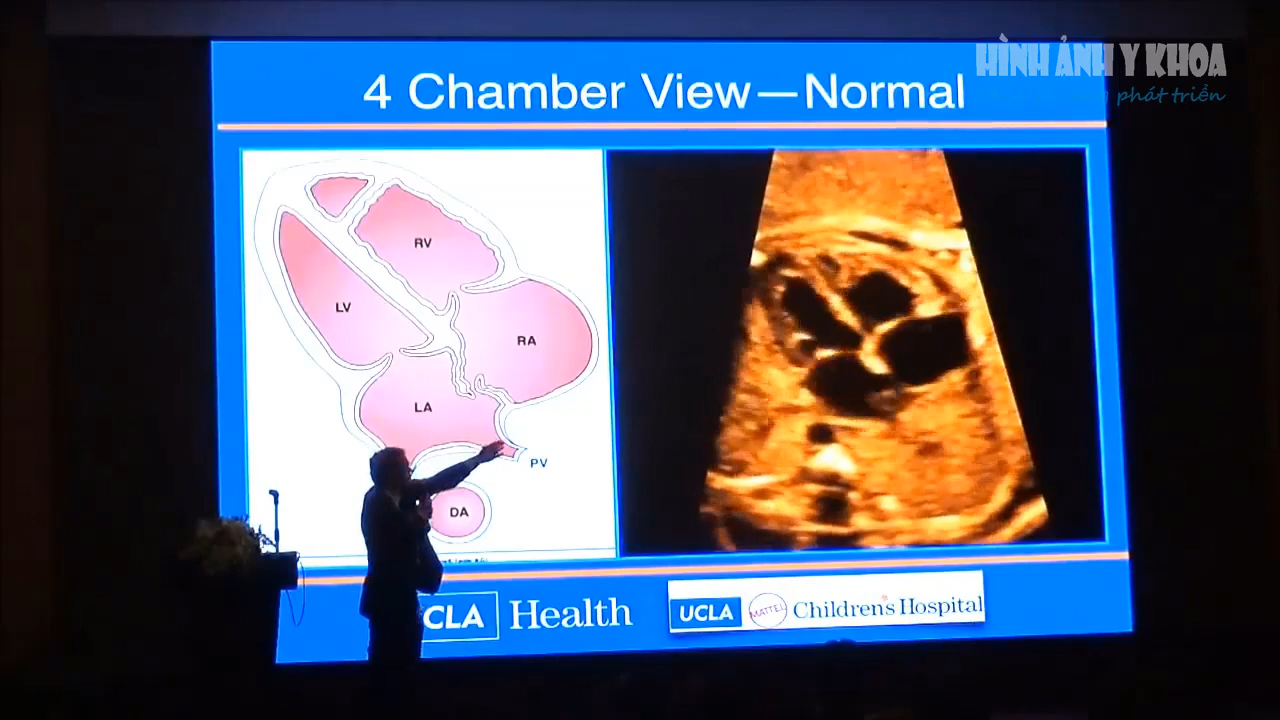 HÌNH ẢNH Y KHOA
phát triển
4 Chamber View—Normal
RV
LV
RA
LA
PV
DA
UCLA Health
UCLA MATTEL Children's Hospital